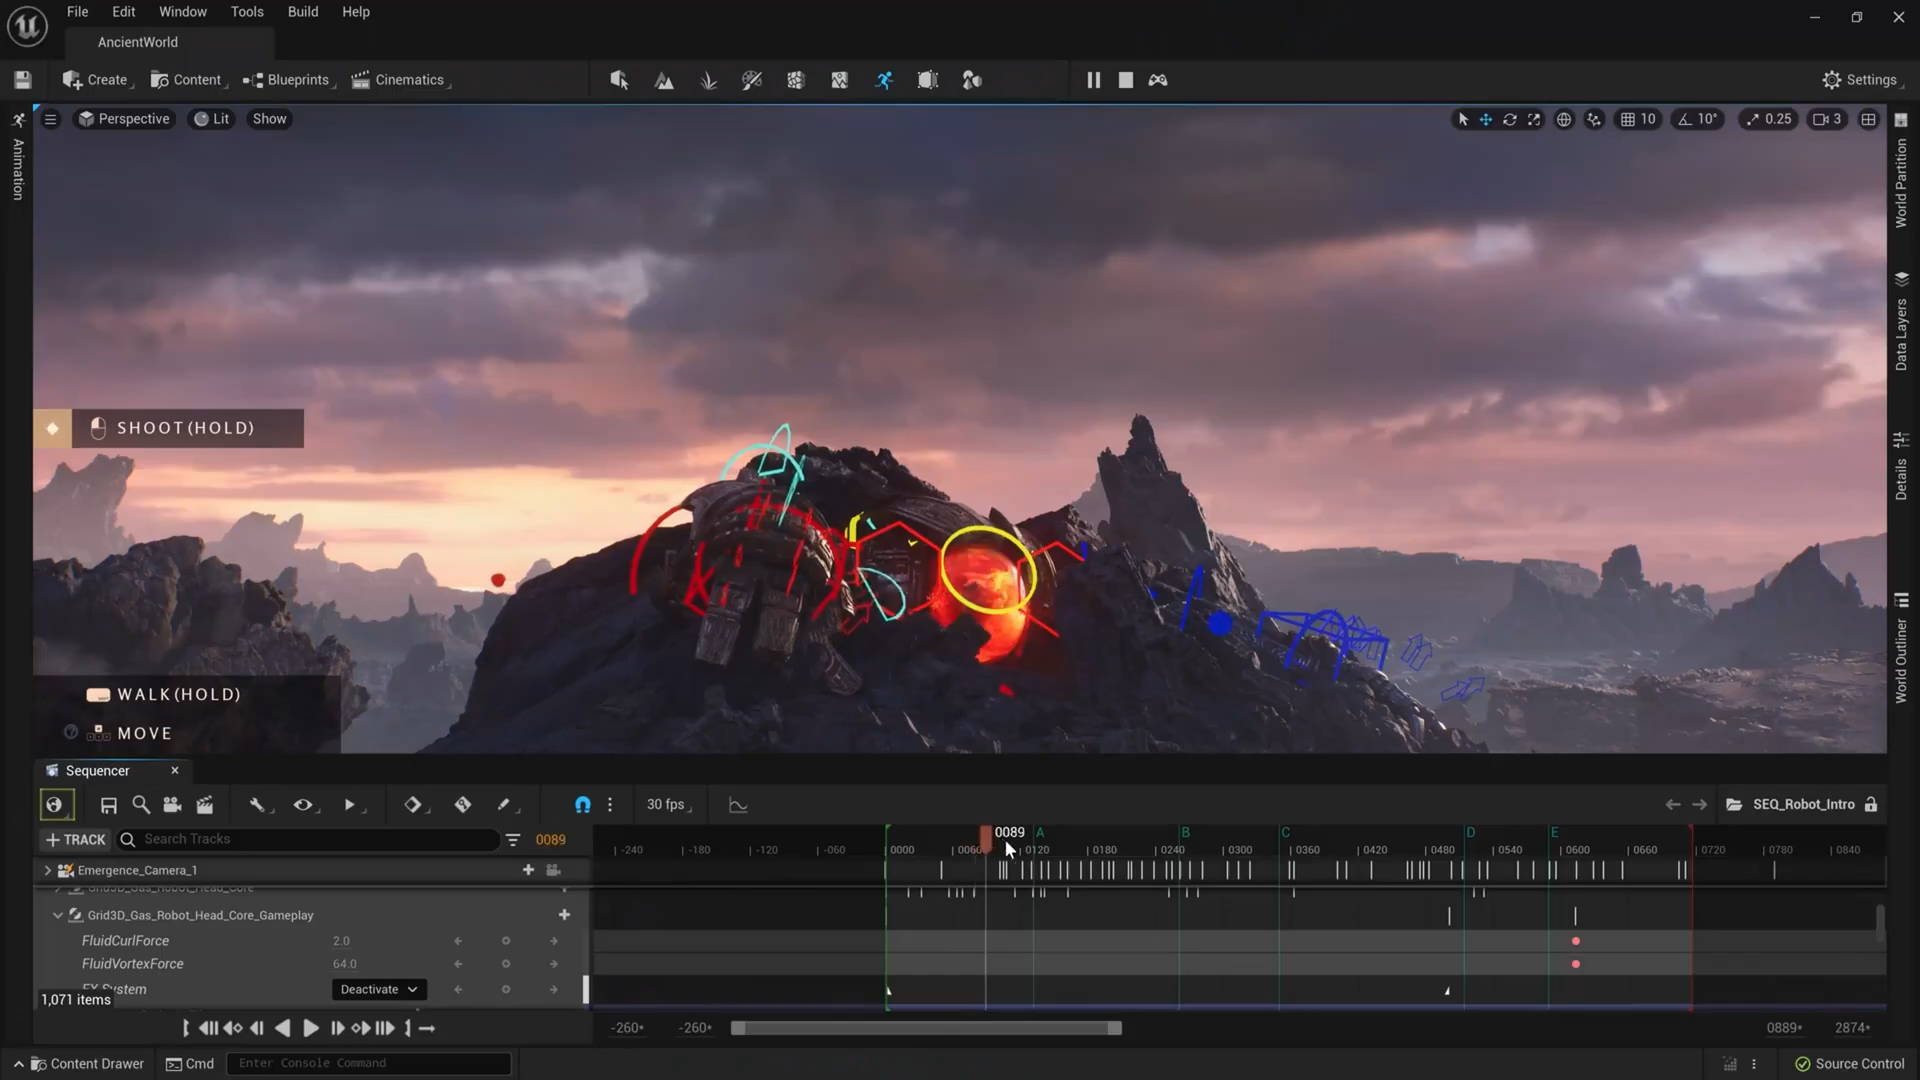 File Edit Window Tools Build Help
AncientWorld
Create Content Blueprints Cinematics Settings
Perspective Lit Show 10 10° 0.25 3
Animation
World Partition
Data Layers
Details
World Outliner
SHOOT(HOLD)
WALK(HOLD)
MOVE
Sequencer
30 fps SEQ_Robot_Intro
+ TRACK Search Tracks 0089
0089 A B C D E
-240 -180 -120 -060 0000 0060 0120 0180 0240 0300 0360 0420 0480 0540 0600 0660 0720 0780 0840
Emergence_Camera_1
Grid3D_Gas_Robot_Head_Core
Grid3D_Gas_Robot_Head_Core_Gameplay
FluidCurlForce 2.0
FluidVortexForce 64.0
FX System Deactivate
1,071 items
-260* -260* 0889* 2874*
Content Drawer Cmd Enter Console Command Source Control